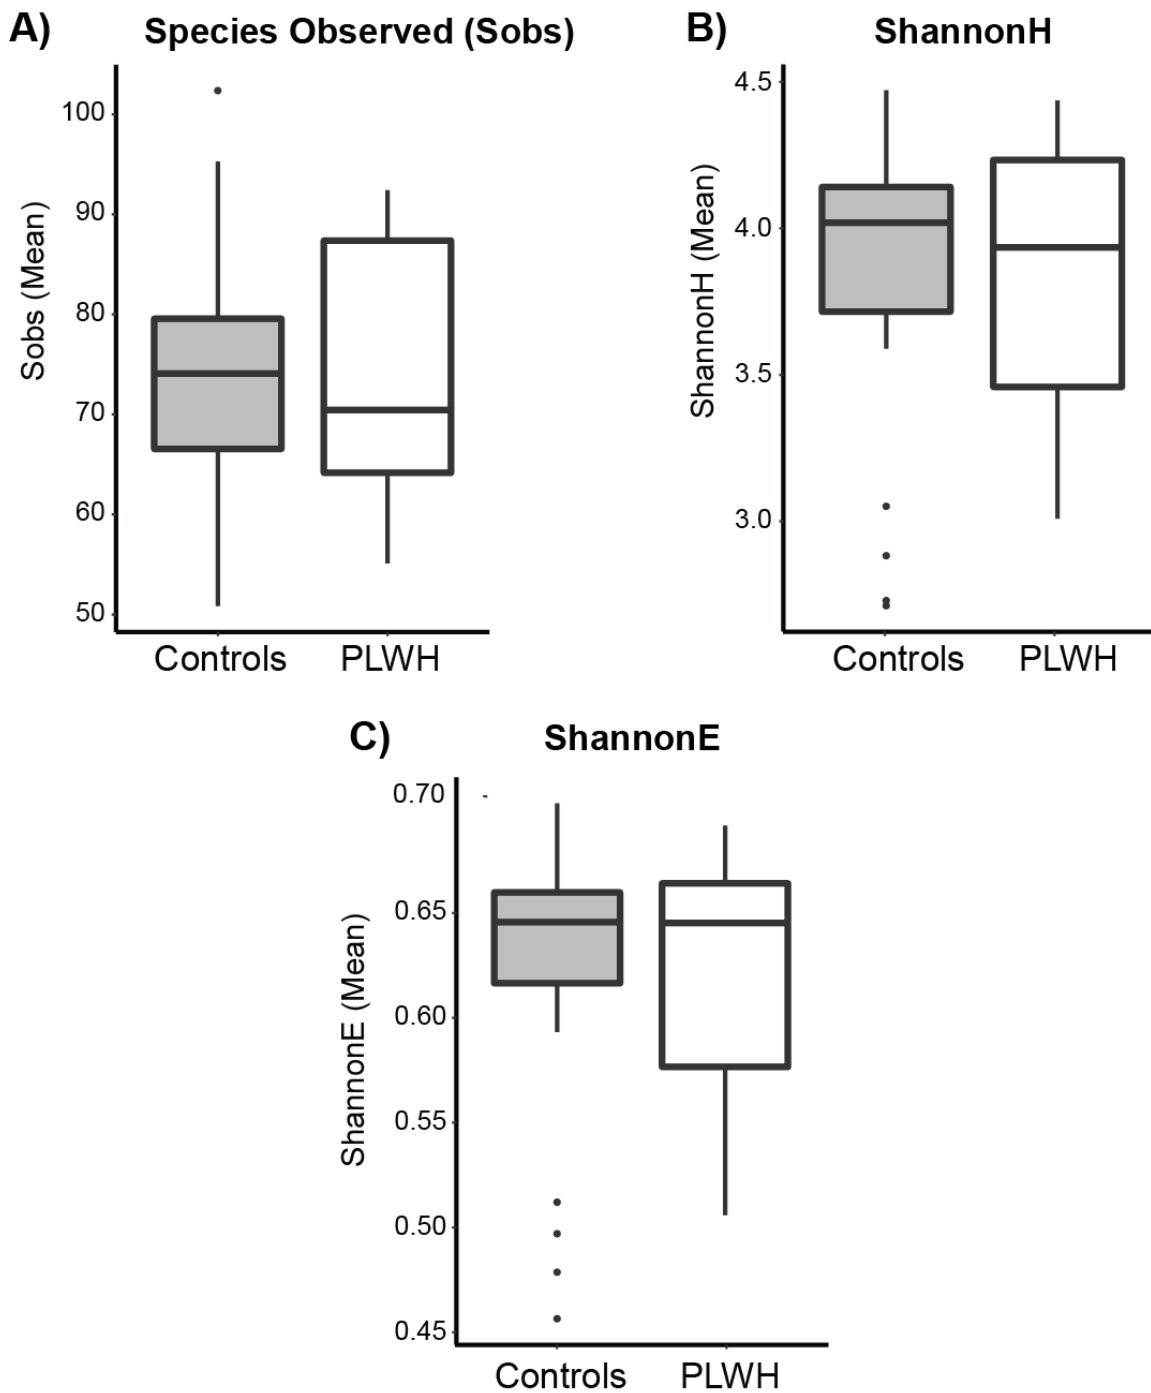 A) Species Observed (Sobs)
Sobs (Mean)
100
90
80
70
60
50
Controls PLWH
B) ShannonH
ShannonH (Mean)
4.5
4.0
3.5
3.0
Controls PLWH
C) ShannonE
ShannonE (Mean)
0.70
0.65
0.60
0.55
0.50
0.45
Controls PLWH